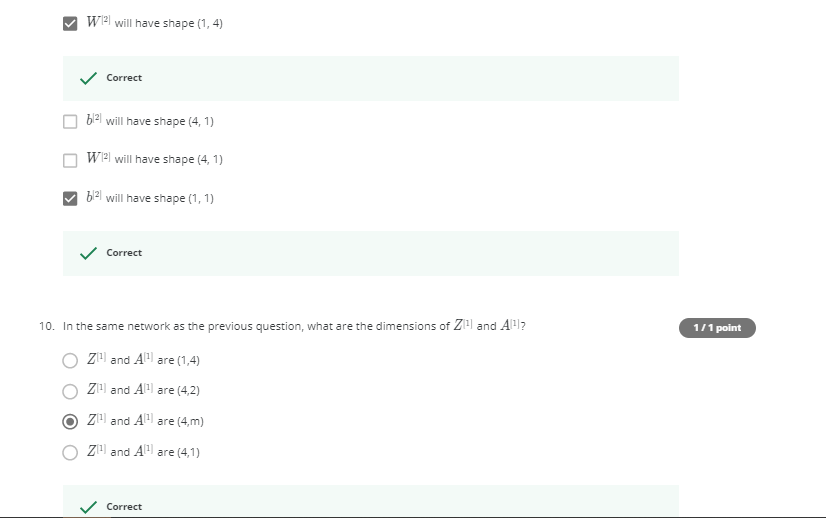 W[2] will have shape (1, 4)
Correct
b[2] will have shape (4, 1)
W[2] will have shape (4, 1)
b[2] will have shape (1, 1)
Correct
10. In the same network as the previous question, what are the dimensions of Z[1] and A[1]?
1 / 1 point
Z[1] and A[1] are (1,4)
Z[1] and A[1] are (4,2)
Z[1] and A[1] are (4,m)
Z[1] and A[1] are (4,1)
Correct